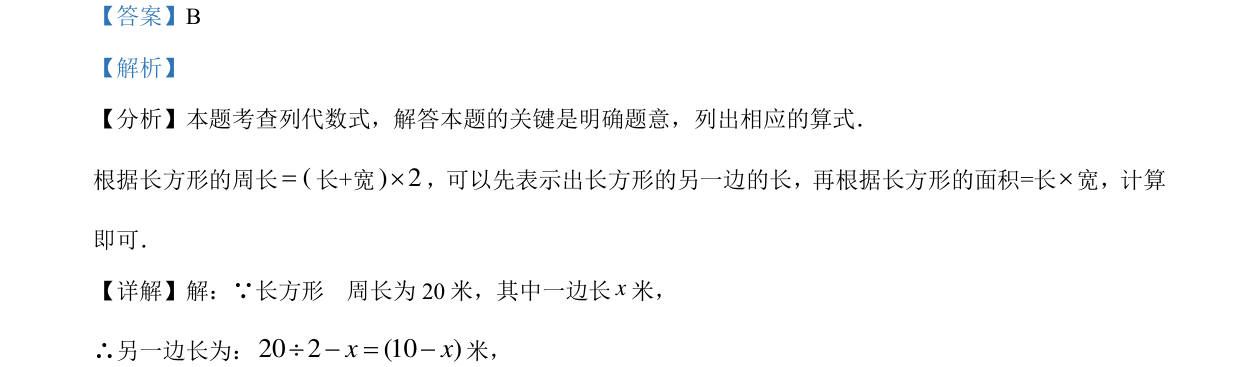 【答案】B
【解析】
【分析】本题考查列代数式，解答本题的关键是明确题意，列出相应的算式．
根据长方形的周长=(长+宽)×2，可以先表示出长方形的另一边的长，再根据长方形的面积=长×宽，计算
即可．
【详解】解：∵长方形 周长为 20 米，其中一边长 x 米，
∴另一边长为：20÷2−x=(10−x)米，